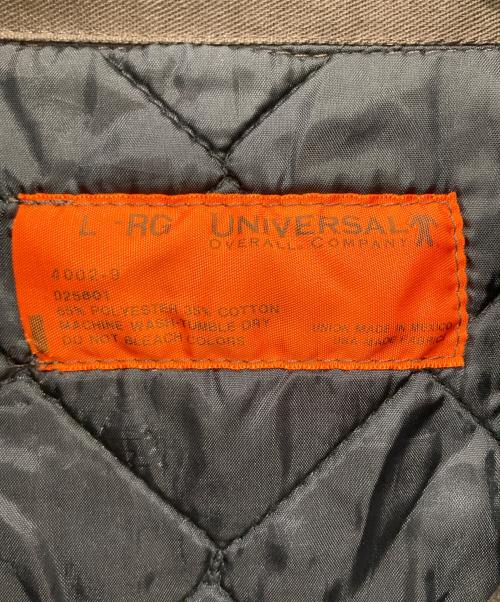 L -RG UNIVERSAL
OVERALL COMPANY
4002-9
025601
65% POLYESTER 35% COTTON
MACHINE WASH-TUMBLE DRY
DO NOT BLEACH COLORS
UNION MADE IN MEXICO
USA MADE FABRIC